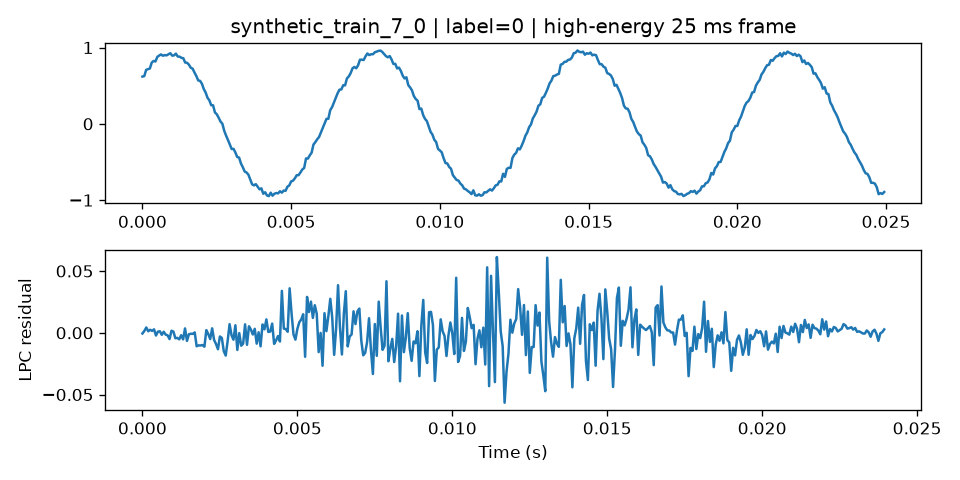 synthetic_train_7_0 | label=0 | high-energy 25 ms frame
1
0
−1
0.000 0.005 0.010 0.015 0.020 0.025
LPC residual
0.05
0.00
−0.05
0.000 0.005 0.010 0.015 0.020 0.025
Time (s)